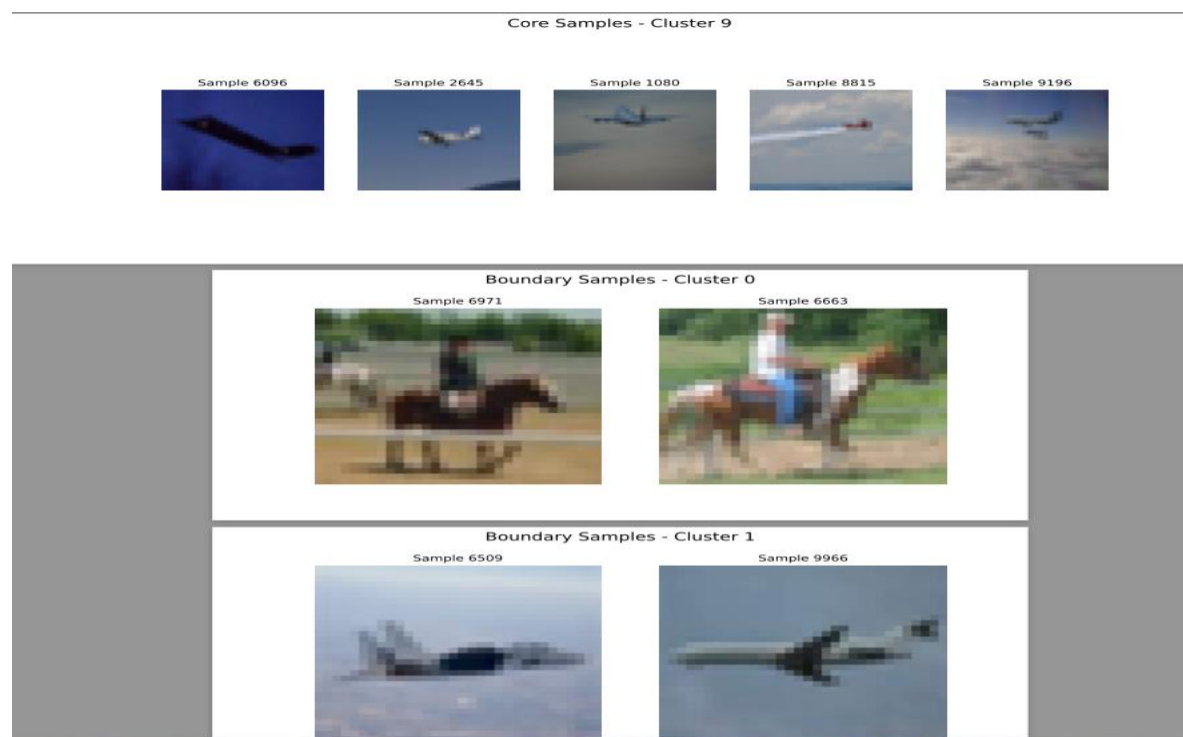 Core Samples - Cluster 9
Sample 6096 Sample 2645 Sample 1080 Sample 8815 Sample 9196
Boundary Samples - Cluster 0
Sample 6971 Sample 6663
Boundary Samples - Cluster 1
Sample 6509 Sample 9966